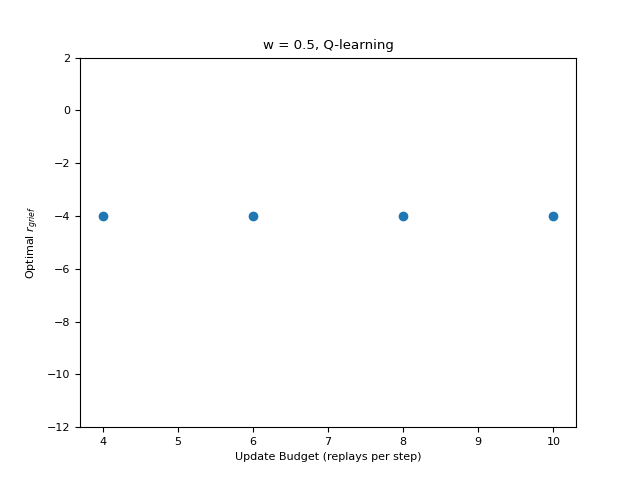 w = 0.5, Q-learning
2
0
−2
−4
−6
−8
−10
−12
Optimal r_grief
4 5 6 7 8 9 10
Update Budget (replays per step)